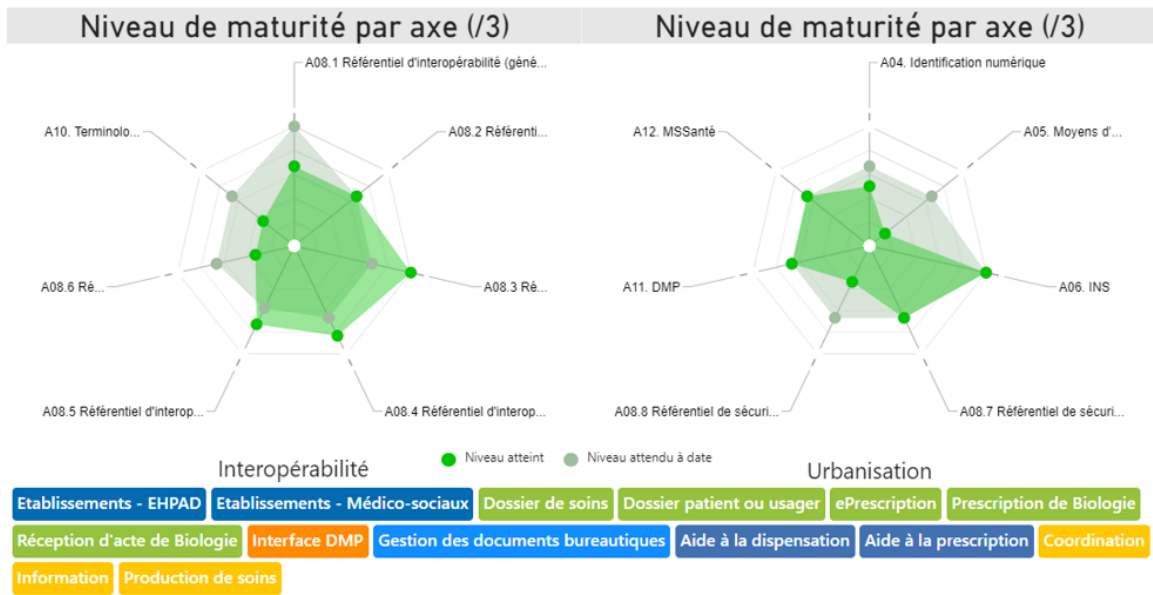 Niveau de maturité par axe (/3)
Niveau de maturité par axe (/3)
A08.1 Référentiel d'interopérabilité (géné...
A10. Terminolo...
A08.2 Référenti...
A08.6 Ré...
A08.3 Ré...
A08.5 Référentiel d'interop...
A08.4 Référentiel d'interop...
A04. Identification numérique
A12. MSSanté
A05. Moyens d'...
A11. DMP
A06. INS
A08.8 Référentiel de sécuri...
A08.7 Référentiel de sécuri...
Interopérabilité
Niveau atteint
Niveau attendu à date
Urbanisation
Etablissements - EHPAD
Etablissements - Médico-sociaux
Dossier de soins
Dossier patient ou usager
ePrescription
Prescription de Biologie
Réception d'acte de Biologie
Interface DMP
Gestion des documents bureautiques
Aide à la dispensation
Aide à la prescription
Coordination
Information
Production de soins